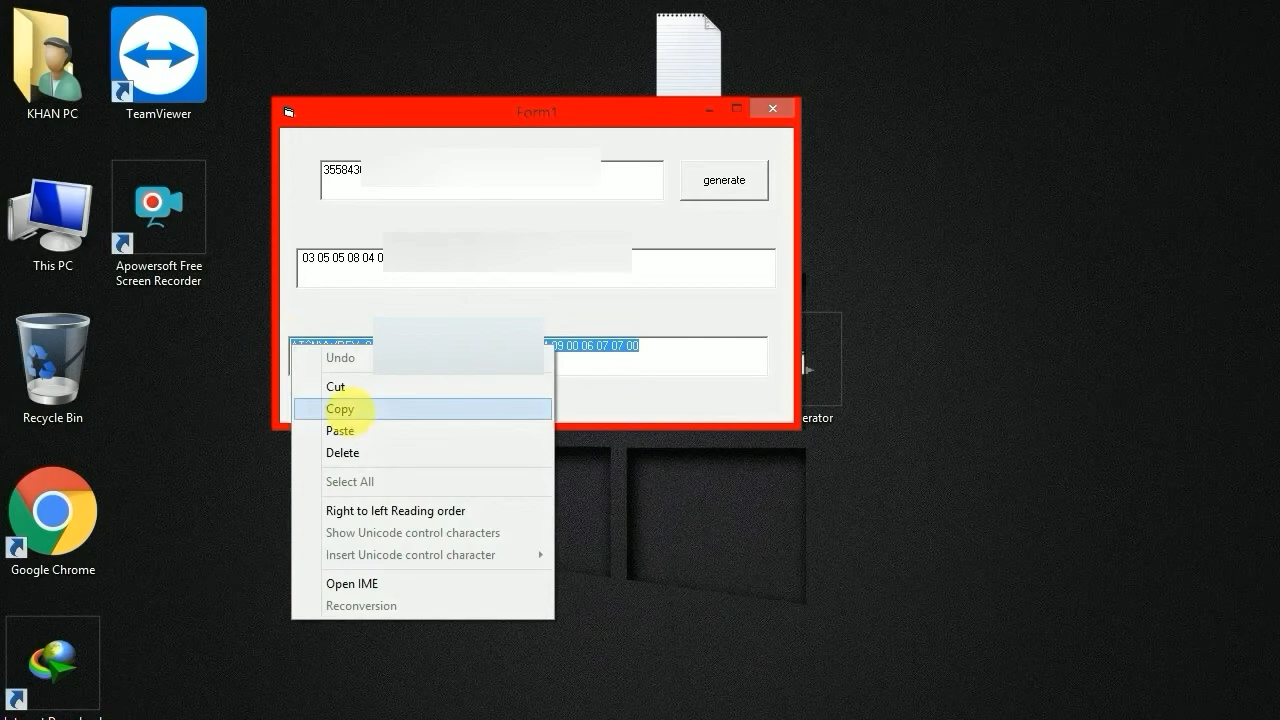 KHAN PC
TeamViewer
This PC
Apowersoft Free
Screen Recorder
Recycle Bin
Google Chrome
Form1
355843
generate
03 05 05 08 04 0
09 00 06 07 07 00
Undo
Cut
Copy
Paste
Delete
Select All
Right to left Reading order
Show Unicode control characters
Insert Unicode control character
Open IME
Reconversion
erator